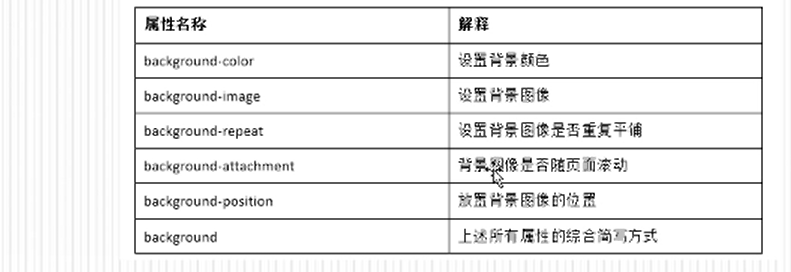 属性名称 解释
background-color 设置背景颜色
background-image 设置背景图像
background-repeat 设置背景图像是否重复平铺
background-attachment 背景图像是否随页面滚动
background-position 放置背景图像的位置
background 上述所有属性的综合简写方式